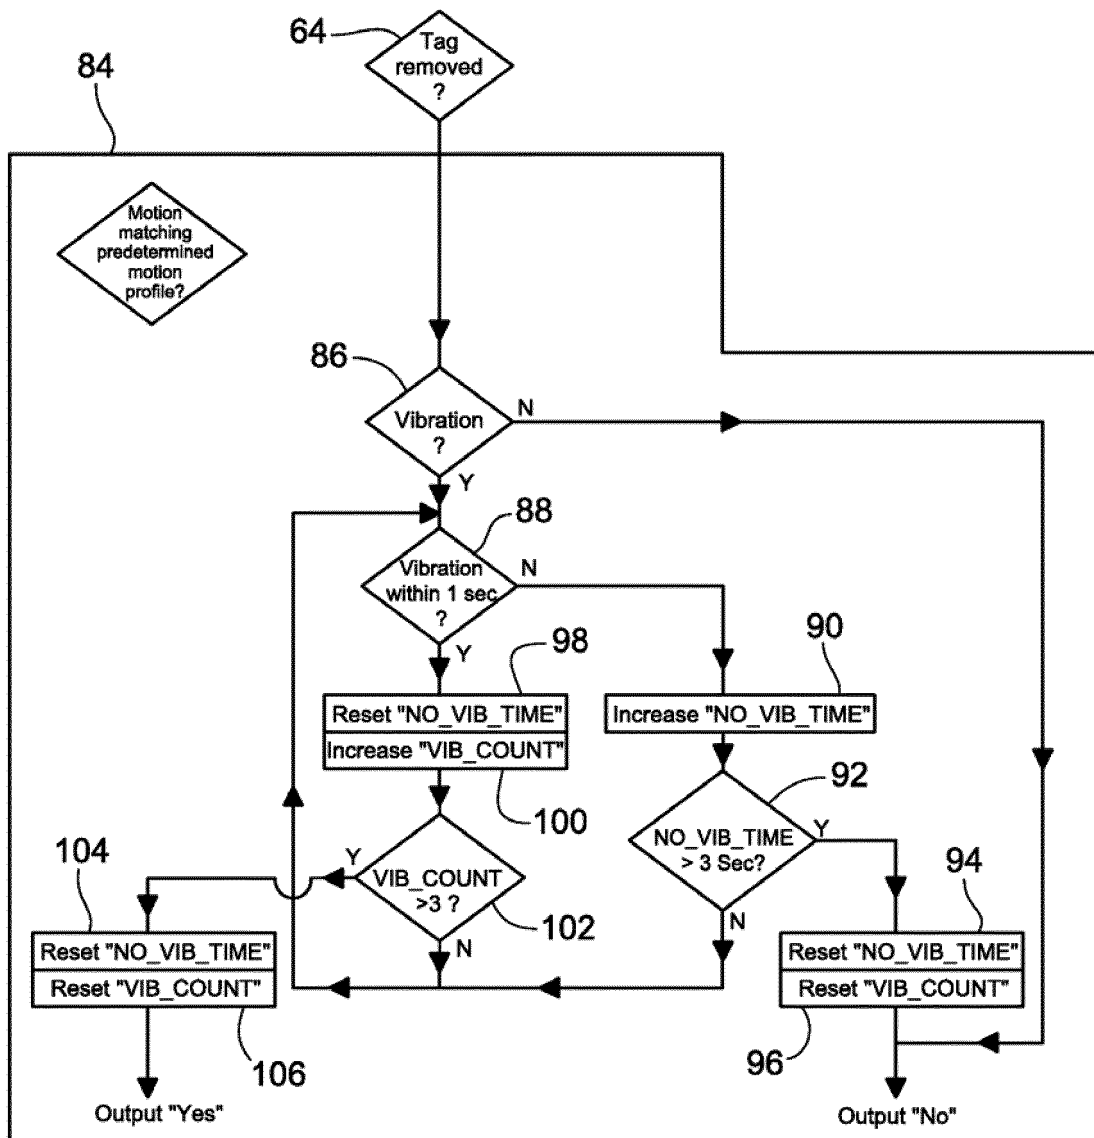 64
Tag
removed
?
84
Motion
matching
predetermined
motion
profile?
86
Vibration
?
N
Y
88
Vibration
within 1 sec
?
N
Y
98
90
Reset "NO_VIB_TIME"
Increase "VIB_COUNT"
Increase "NO_VIB_TIME"
100
92
NO_VIB_TIME
> 3 Sec?
Y
N
104
Y
VIB_COUNT
>3 ?
102
N
94
Reset "NO_VIB_TIME"
Reset "VIB_COUNT"
Reset "NO_VIB_TIME"
Reset "VIB_COUNT"
106
96
Output "Yes"
Output "No"